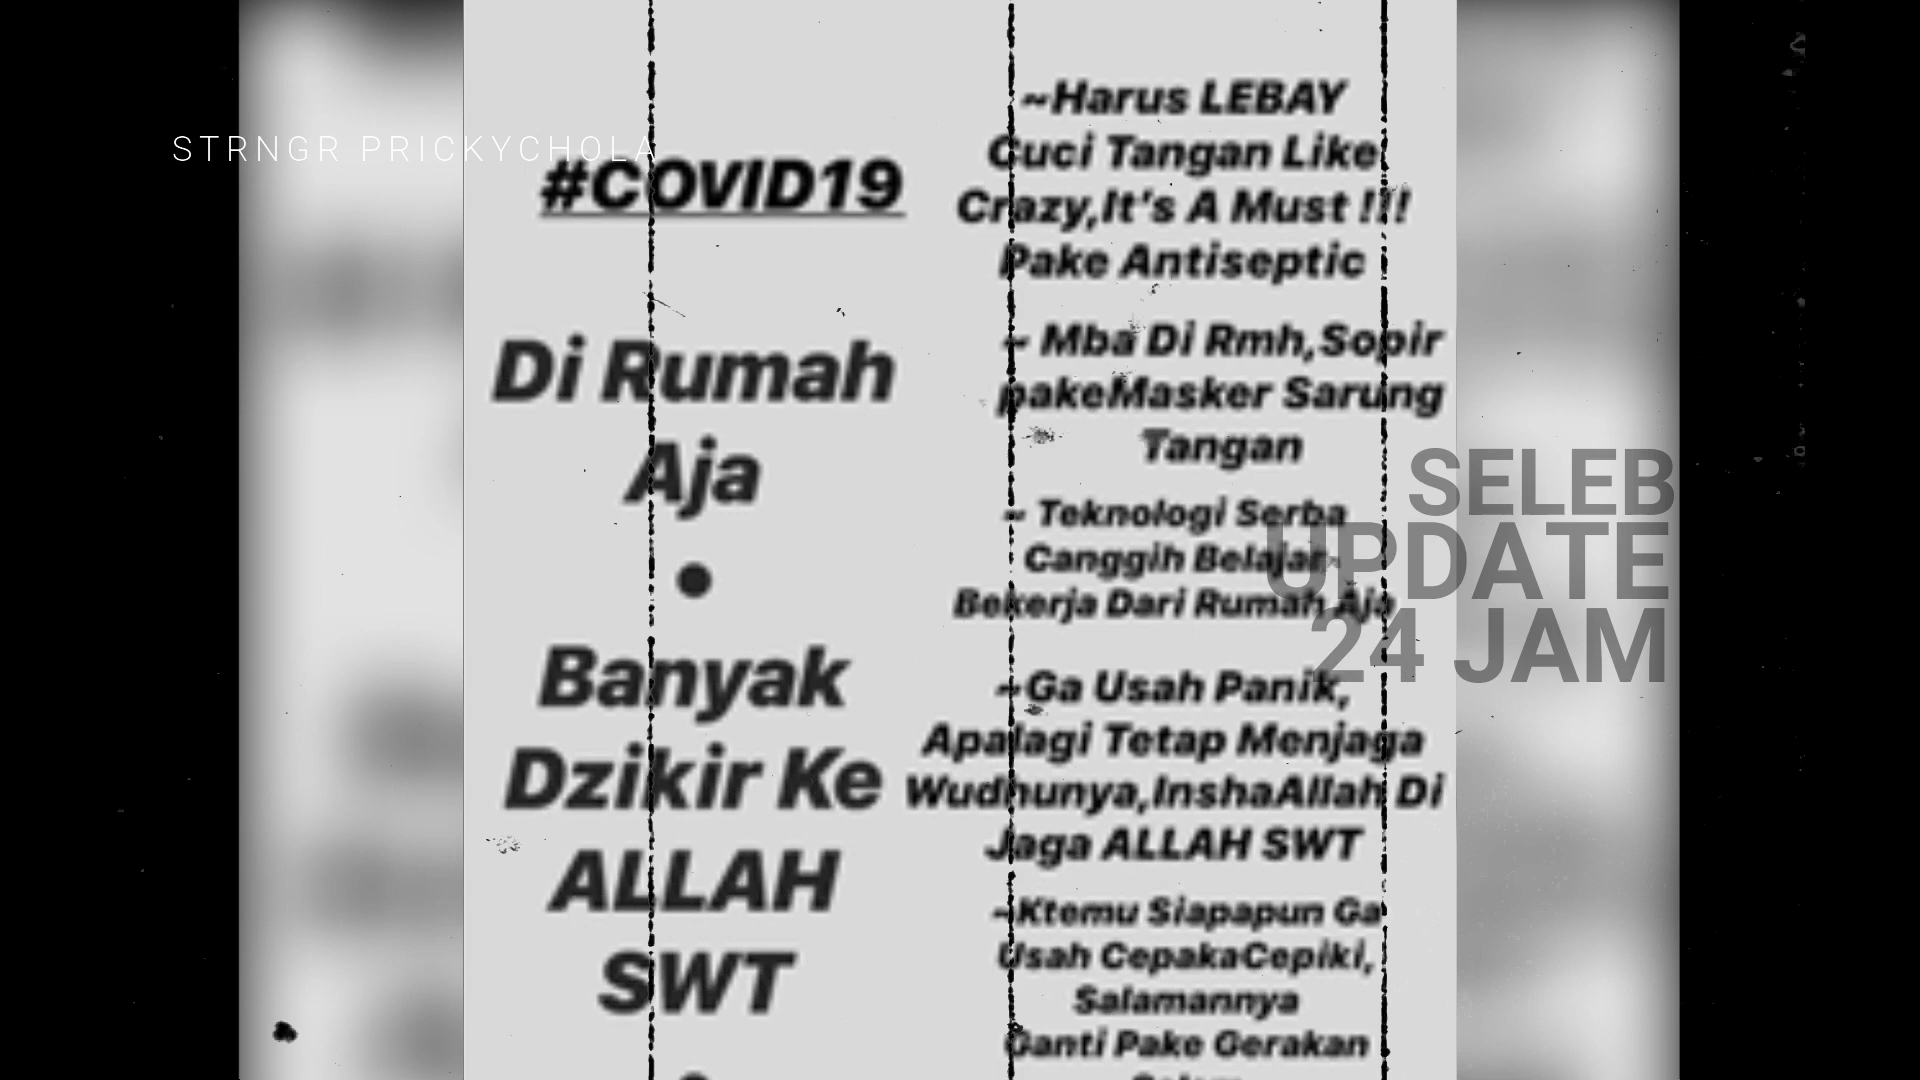 STRNGR PRICKYCHOLA
#COVID19
Di Rumah
Aja
•
Banyak
Dzikir Ke
ALLAH
SWT
~Harus LEBAY
Cuci Tangan Like
Crazy,It's A Must !!!
Pake Antiseptic
~ Mba Di Rmh,Sopir
pakeMasker Sarung
Tangan
~ Teknologi Serba
Canggih Belajar
Bekerja Dari Rumah Aja
~Ga Usah Panik,
Apalagi Tetap Menjaga
Wudhunya,InshaAllah Di
Jaga ALLAH SWT
~Ktemu Siapapun Ga
Usah CepakaCepiki,
Salamannya
Ganti Pake Gerakan
SELEB
UPDATE
24 JAM